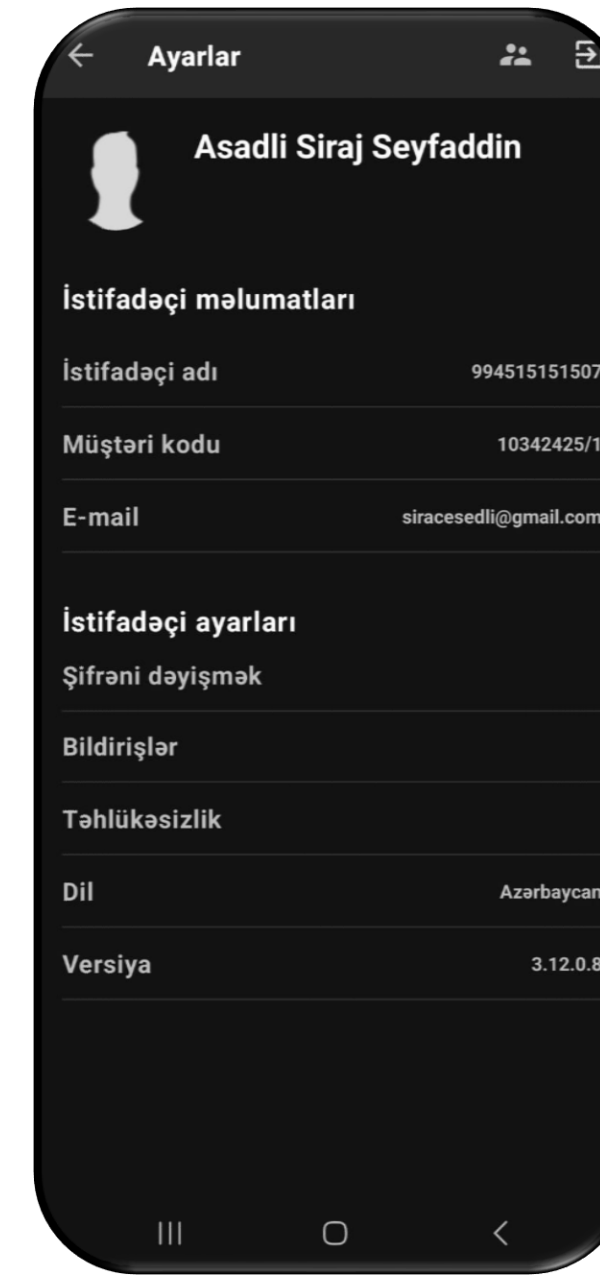 Ayarlar
Asadli Siraj Seyfaddin
İstifadəçi məlumatları
İstifadəçi adı 994515151507
Müştəri kodu 10342425/1
E-mail siracesedli@gmail.com
İstifadəçi ayarları
Şifrəni dəyişmək
Bildirişlər
Təhlükəsizlik
Dil Azərbaycan
Versiya 3.12.0.8